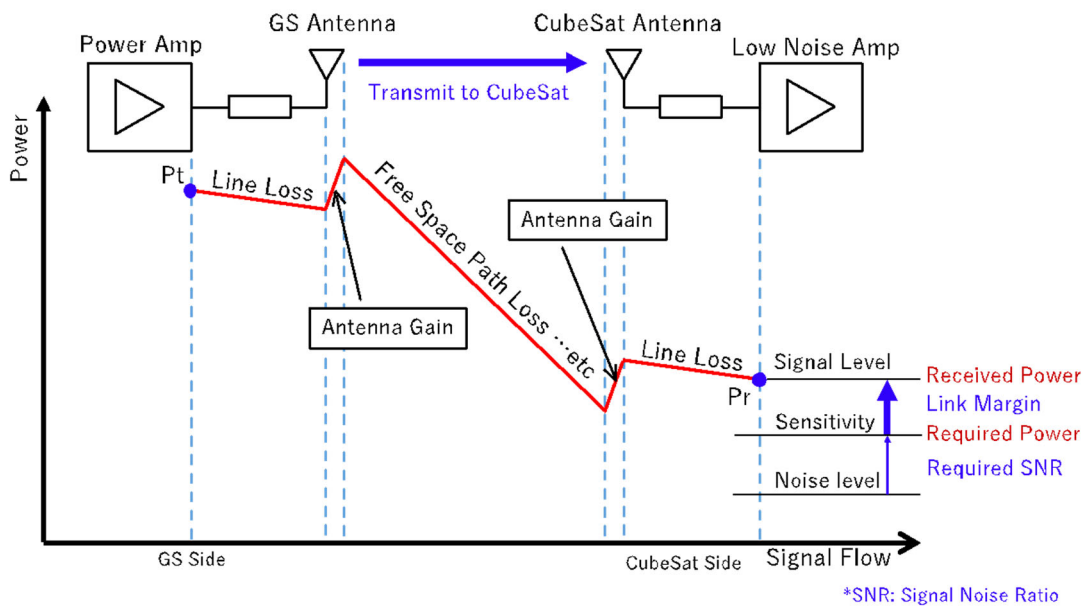 GS Antenna
CubeSat Antenna
Power Amp
Low Noise Amp
Transmit to CubeSat
Power
Pt
Line Loss
Free Space Path Loss …etc
Antenna Gain
Antenna Gain
Line Loss
Signal Level
Pr
Received Power
Link Margin
Sensitivity
Required Power
Required SNR
Noise level
GS Side
CubeSat Side
Signal Flow
*SNR: Signal Noise Ratio